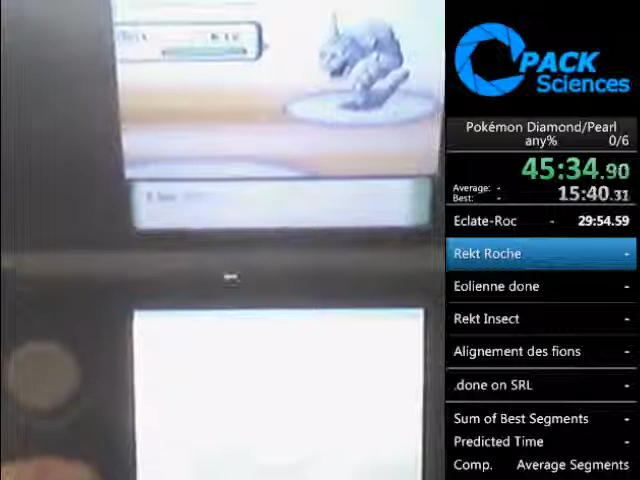 PACK
Sciences
Pokémon Diamond/Pearl
any% 0/6
45:34.90
Average: -
Best: -
15:40.31
Eclate-Roc - 29:54.59
Rekt Roche -
Eolienne done -
Rekt Insect -
Alignement des fions -
.done on SRL -
Sum of Best Segments -
Predicted Time -
Comp. Average Segments